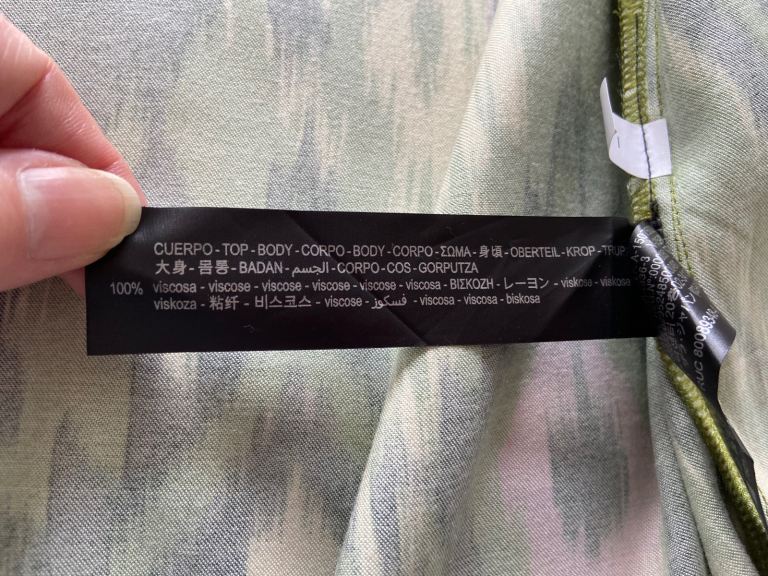 CUERPO - TOP - BODY - CORPO - BODY - CORPO - ΣΩΜΑ - 身頃 - OBERTEIL - KROP - TRUP
大身 - 몸통 - BADAN - الجسم - CORPO - COS - GORPUTZA
100% viscosa - viscose - viscose - viscose - viscose - viscosa - ΒΙΣΚΟΖΗ - レーヨン - viskose - viskose
viskoza - 粘纤 - 비스코스 - viscose - فسكوز - viscosa - viscosa - biskosa